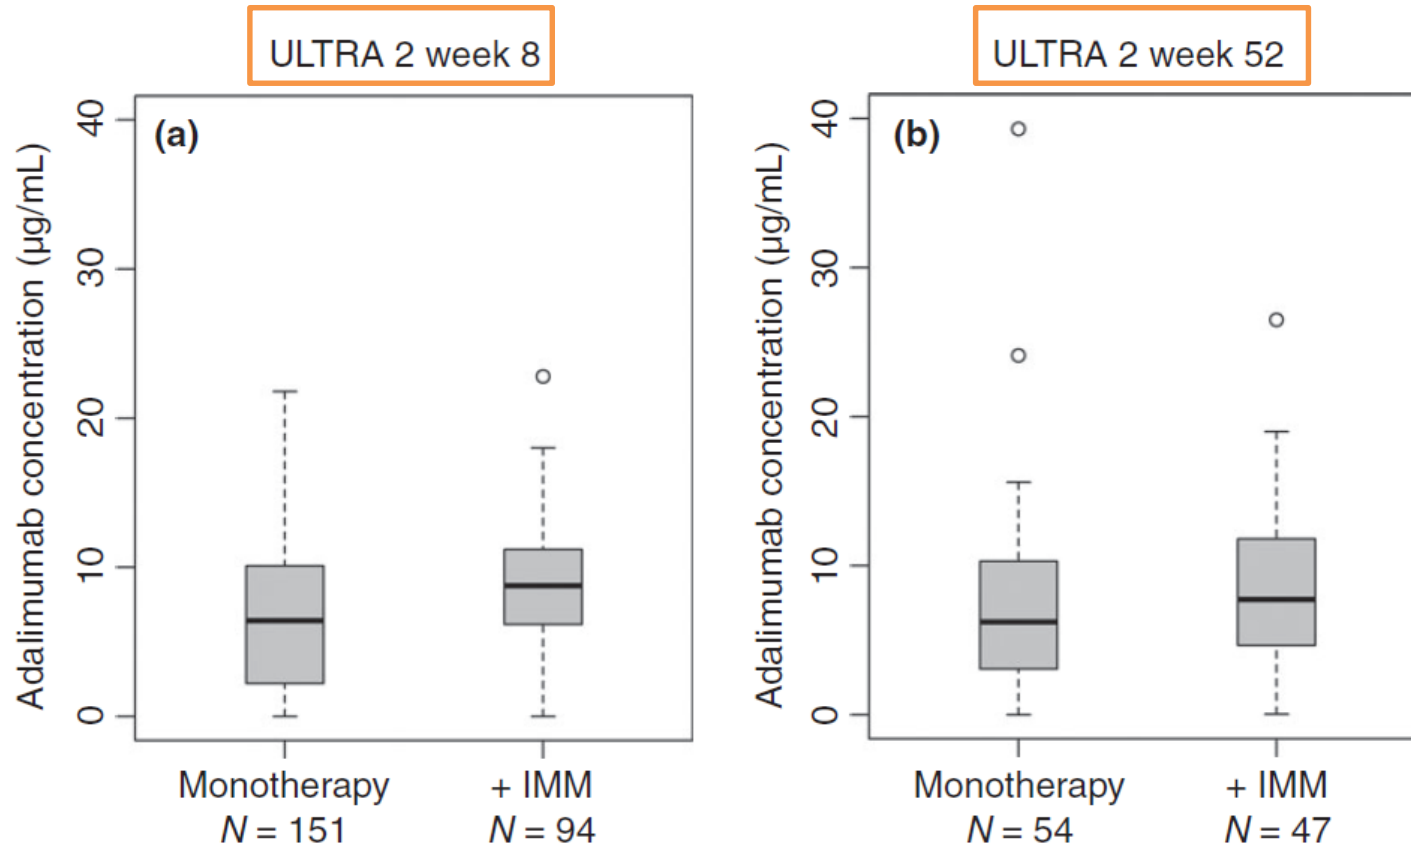 ULTRA 2 week 8
(a)
Adalimumab concentration (µg/mL)
40
30
20
10
0
Monotherapy + IMM
N = 151 N = 94
ULTRA 2 week 52
(b)
Adalimumab concentration (µg/mL)
40
30
20
10
0
Monotherapy + IMM
N = 54 N = 47